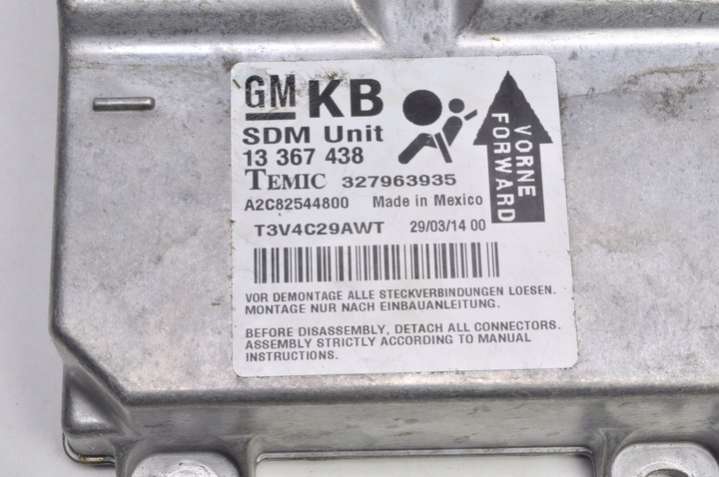 GM KB
SDM Unit
13 367 438
TEMIC 327963935
A2C82544800 Made in Mexico
T3V4C29AWT 29/03/14 00
VORNE
FORWARD
VOR DEMONTAGE ALLE STECKVERBINDUNGEN LOESEN.
MONTAGE NUR NACH EINBAUANLEITUNG.
BEFORE DISASSEMBLY, DETACH ALL CONNECTORS.
ASSEMBLY STRICTLY ACCORDING TO MANUAL
INSTRUCTIONS.